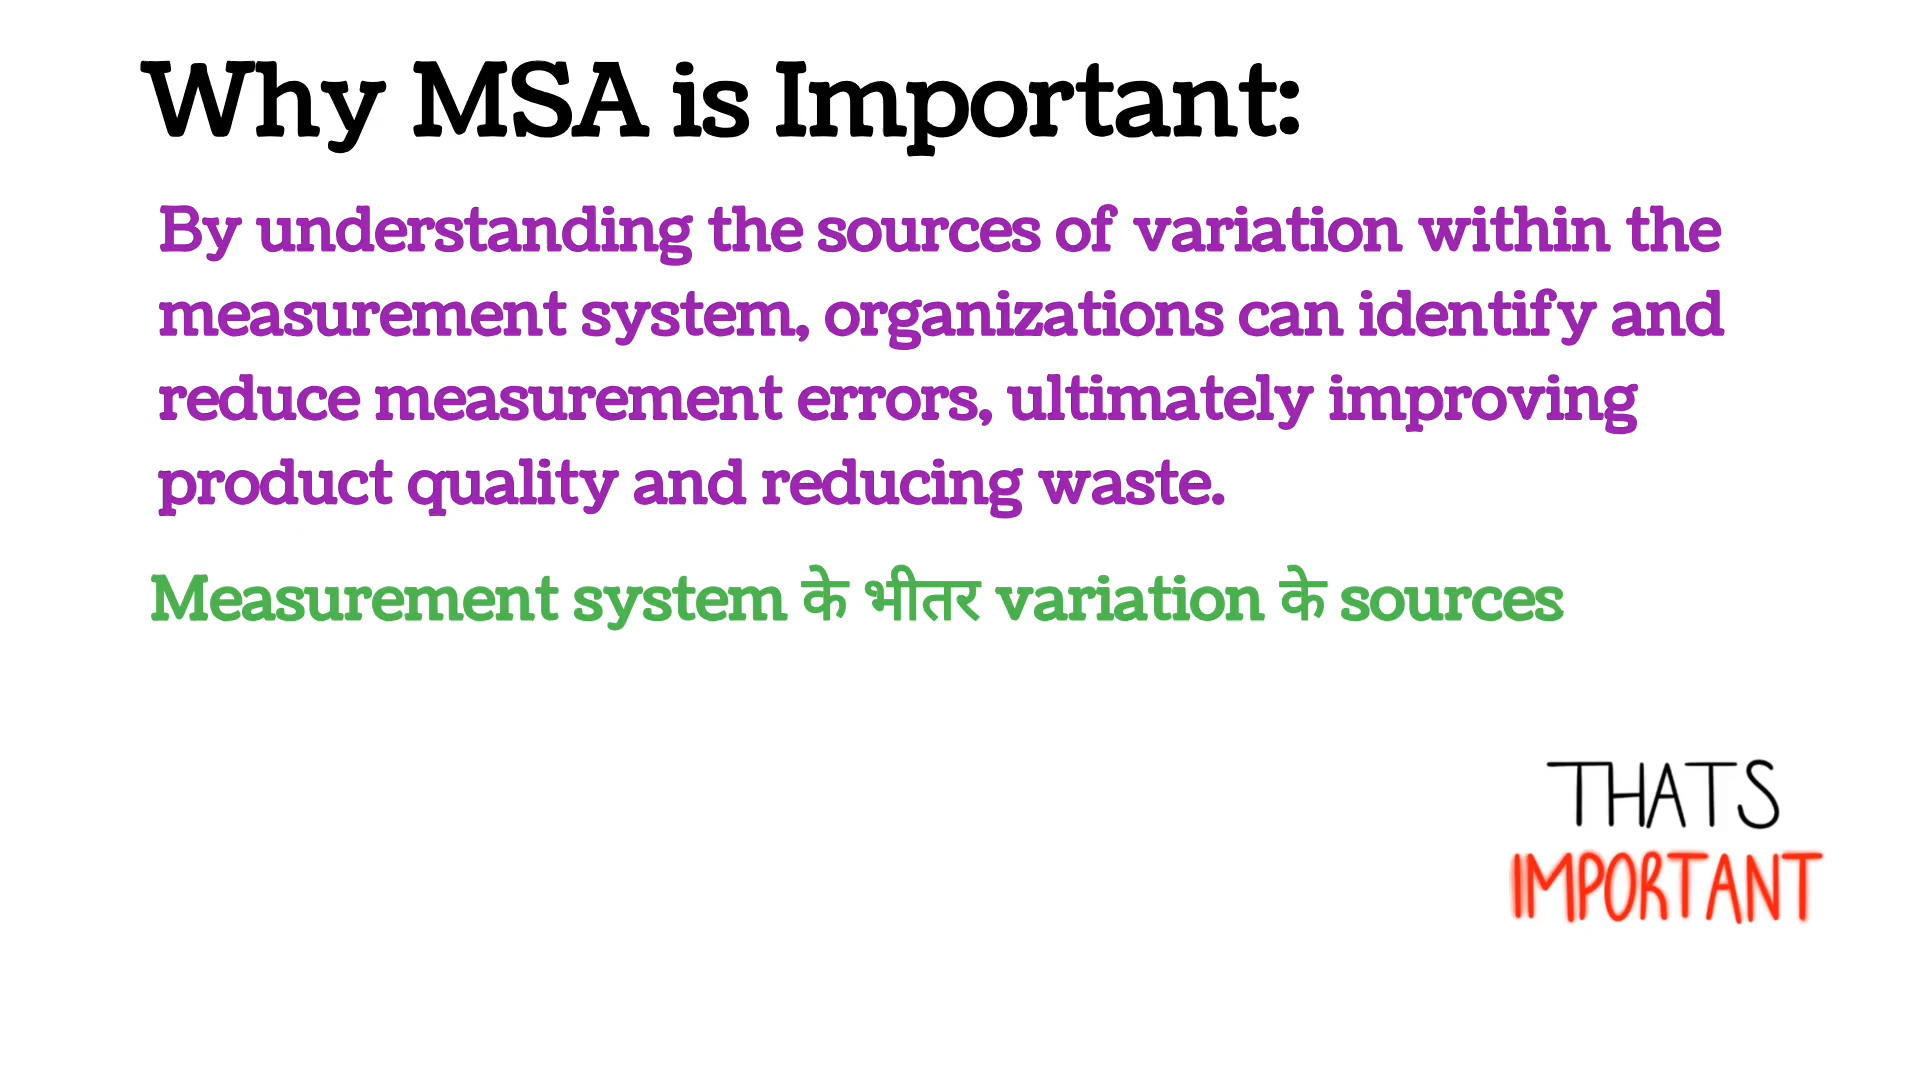 Why MSA is Important:
By understanding the sources of variation within the
measurement system, organizations can identify and
reduce measurement errors, ultimately improving
product quality and reducing waste.
Measurement system के भीतर variation के sources
THATS
IMPORTANT